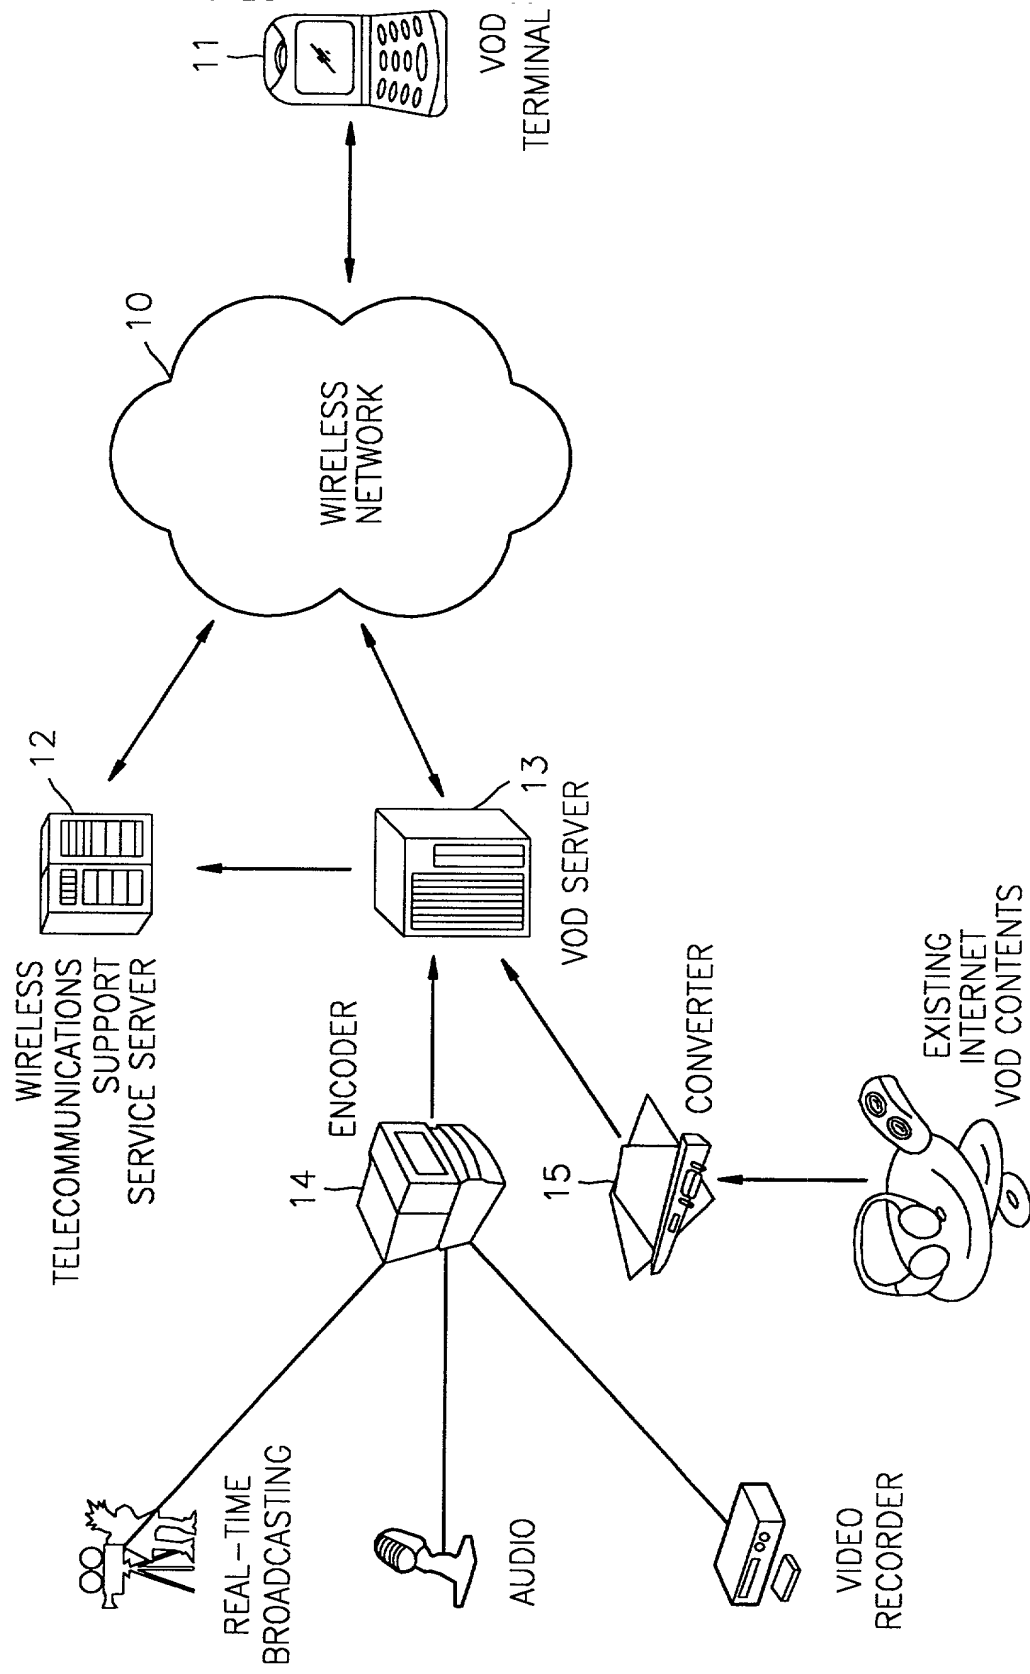 REAL-TIME
BROADCASTING
AUDIO
VIDEO
RECORDER
14
ENCODER
15
CONVERTER
EXISTING
INTERNET
VOD CONTENTS
WIRELESS
TELECOMMUNICATIONS
SUPPORT
SERVICE SERVER
12
13
VOD SERVER
10
WIRELESS
NETWORK
11
VOD
TERMINAL